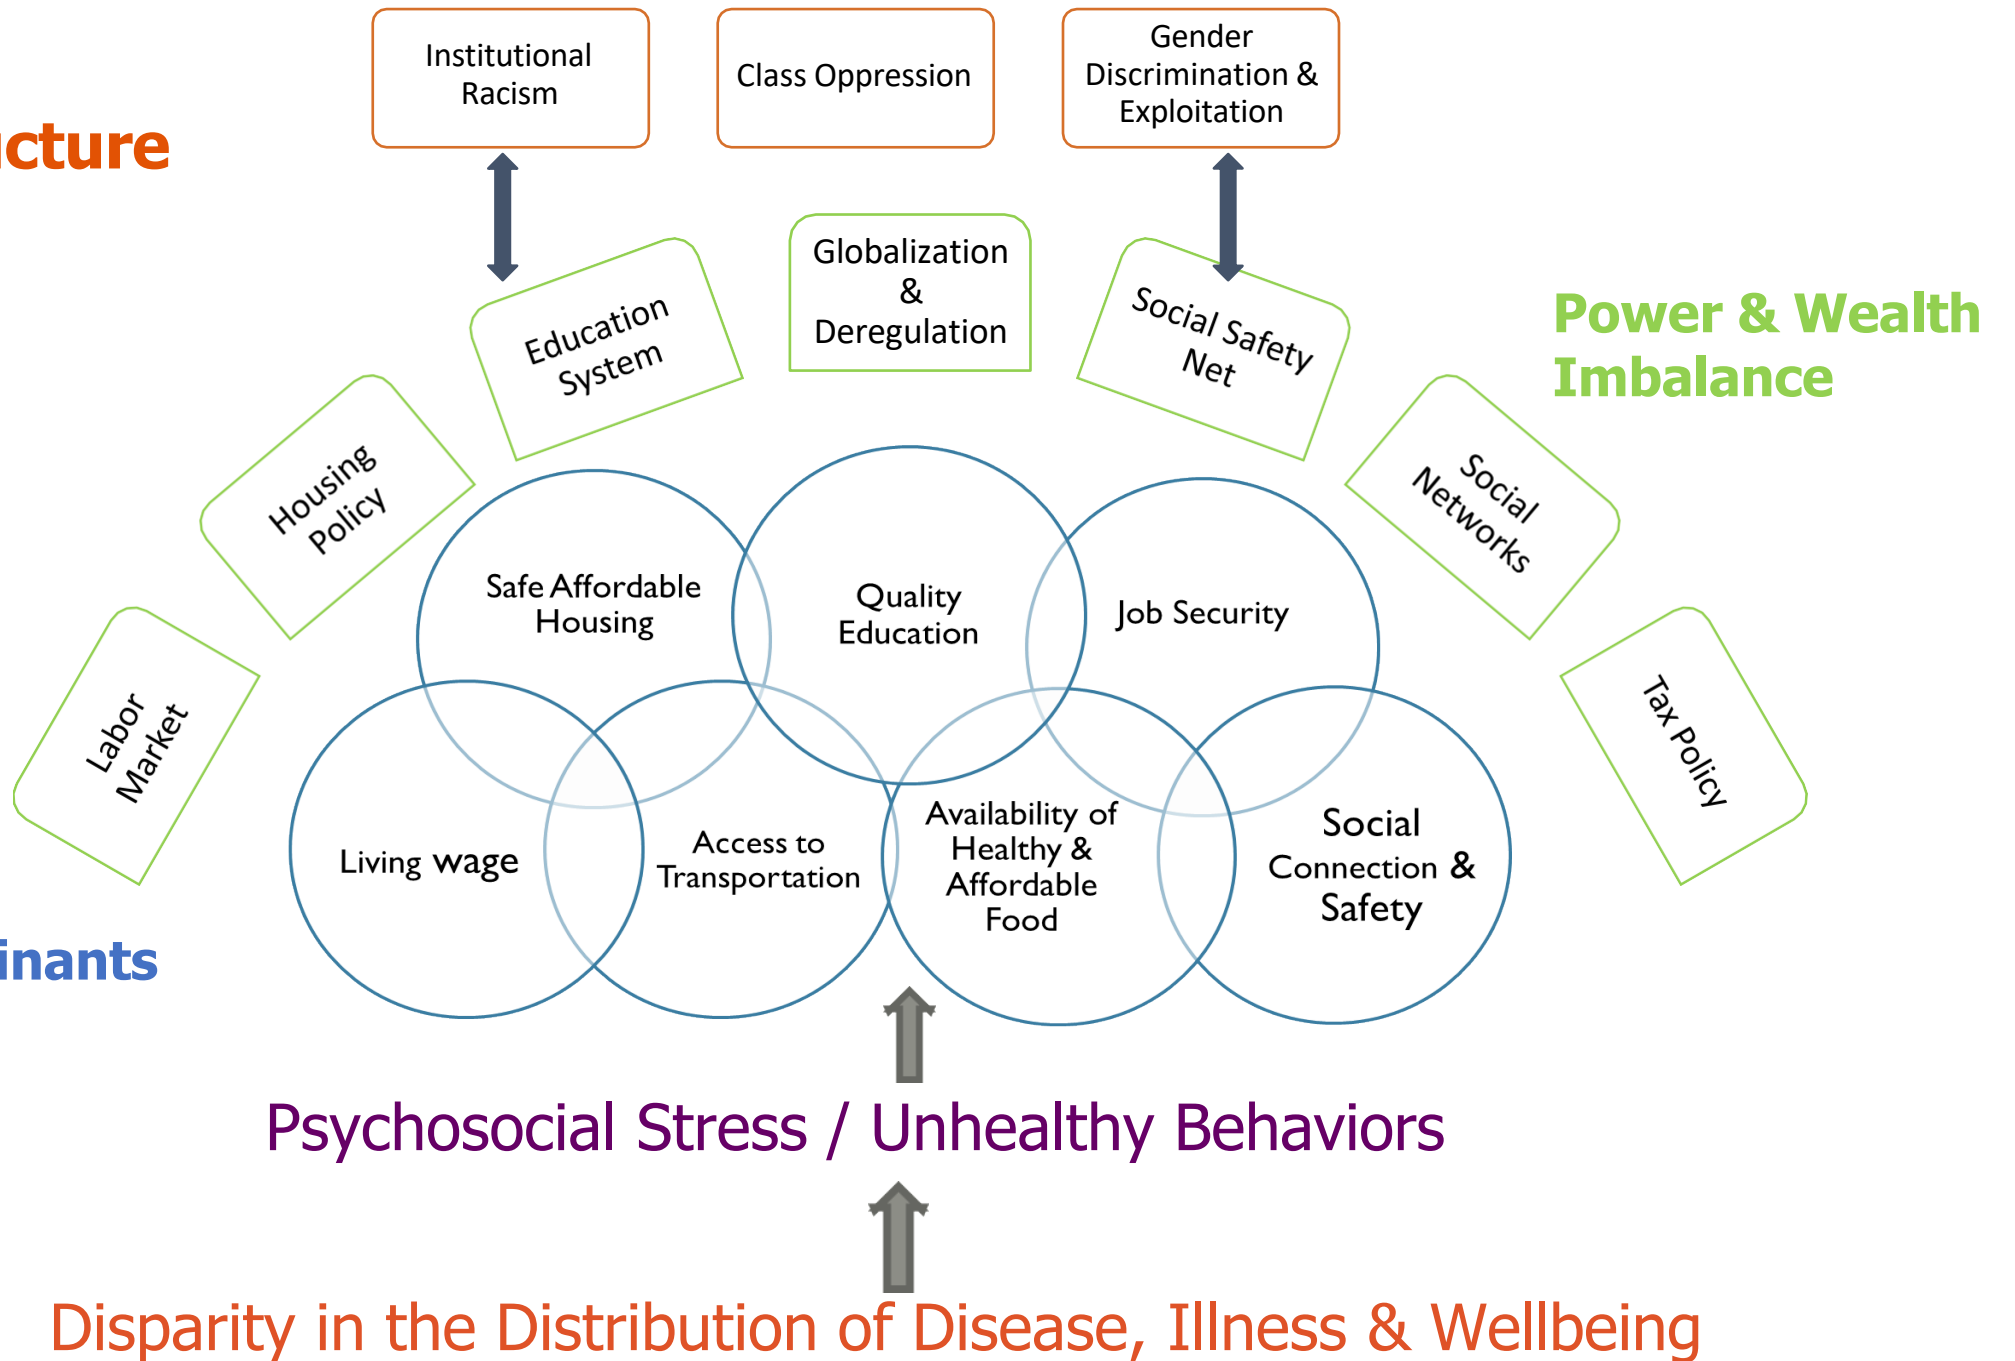 Institutional
Racism
Class Oppression
Gender
Discrimination &
Exploitation
ucture
Globalization
&
Deregulation
Education
System
Social Safety
Net
Power & Wealth
Imbalance
Housing
Policy
Social
Networks
Labor
Market
Tax Policy
Safe Affordable
Housing
Quality
Education
Job Security
Living wage
Access to
Transportation
Availability of
Healthy &
Affordable
Food
Social
Connection &
Safety
inants
Psychosocial Stress / Unhealthy Behaviors
Disparity in the Distribution of Disease, Illness & Wellbeing